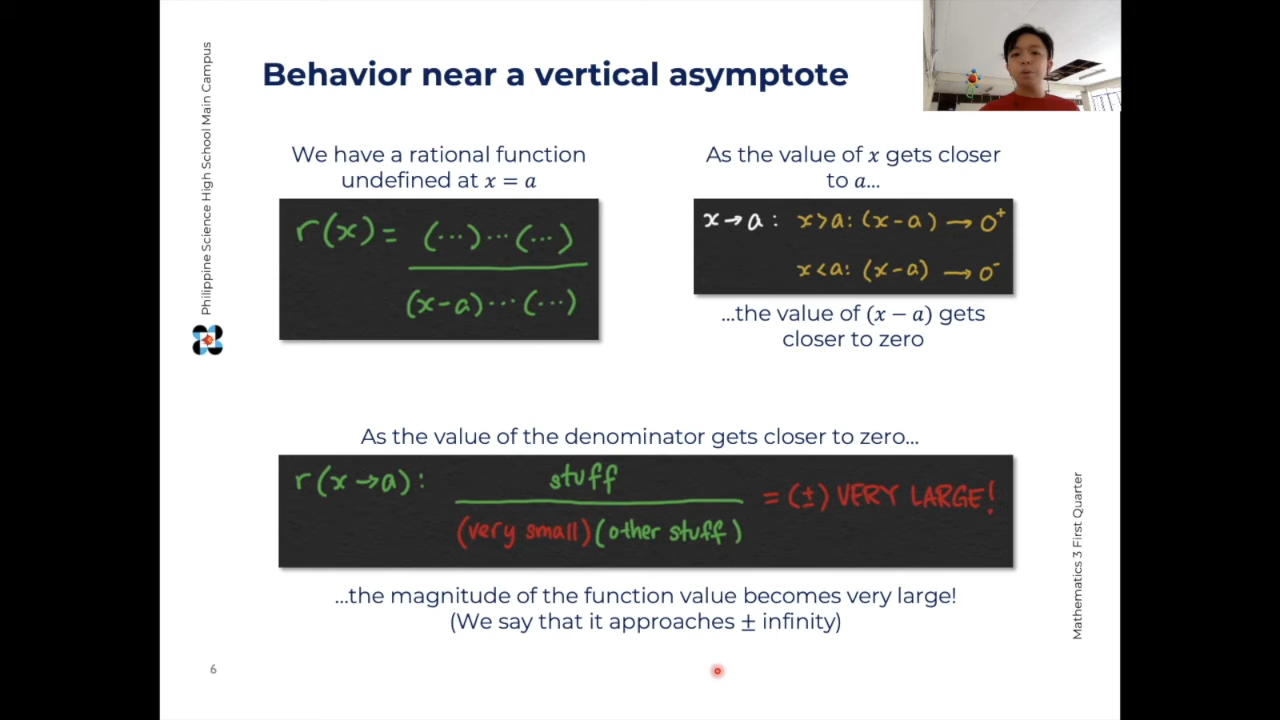 Philippine Science High School Main Campus
Behavior near a vertical asymptote
We have a rational function
undefined at x = a
r(x) = (...)...(...)
(x-a)...(...)
As the value of x gets closer
to a...
x→a: x>a: (x-a) → 0⁺
x<a: (x-a) → 0⁻
...the value of (x − a) gets
closer to zero
As the value of the denominator gets closer to zero...
r(x→a): stuff
(very small)(other stuff)
= (±) VERY LARGE!
...the magnitude of the function value becomes very large!
(We say that it approaches ± infinity)
Mathematics 3 First Quarter
6